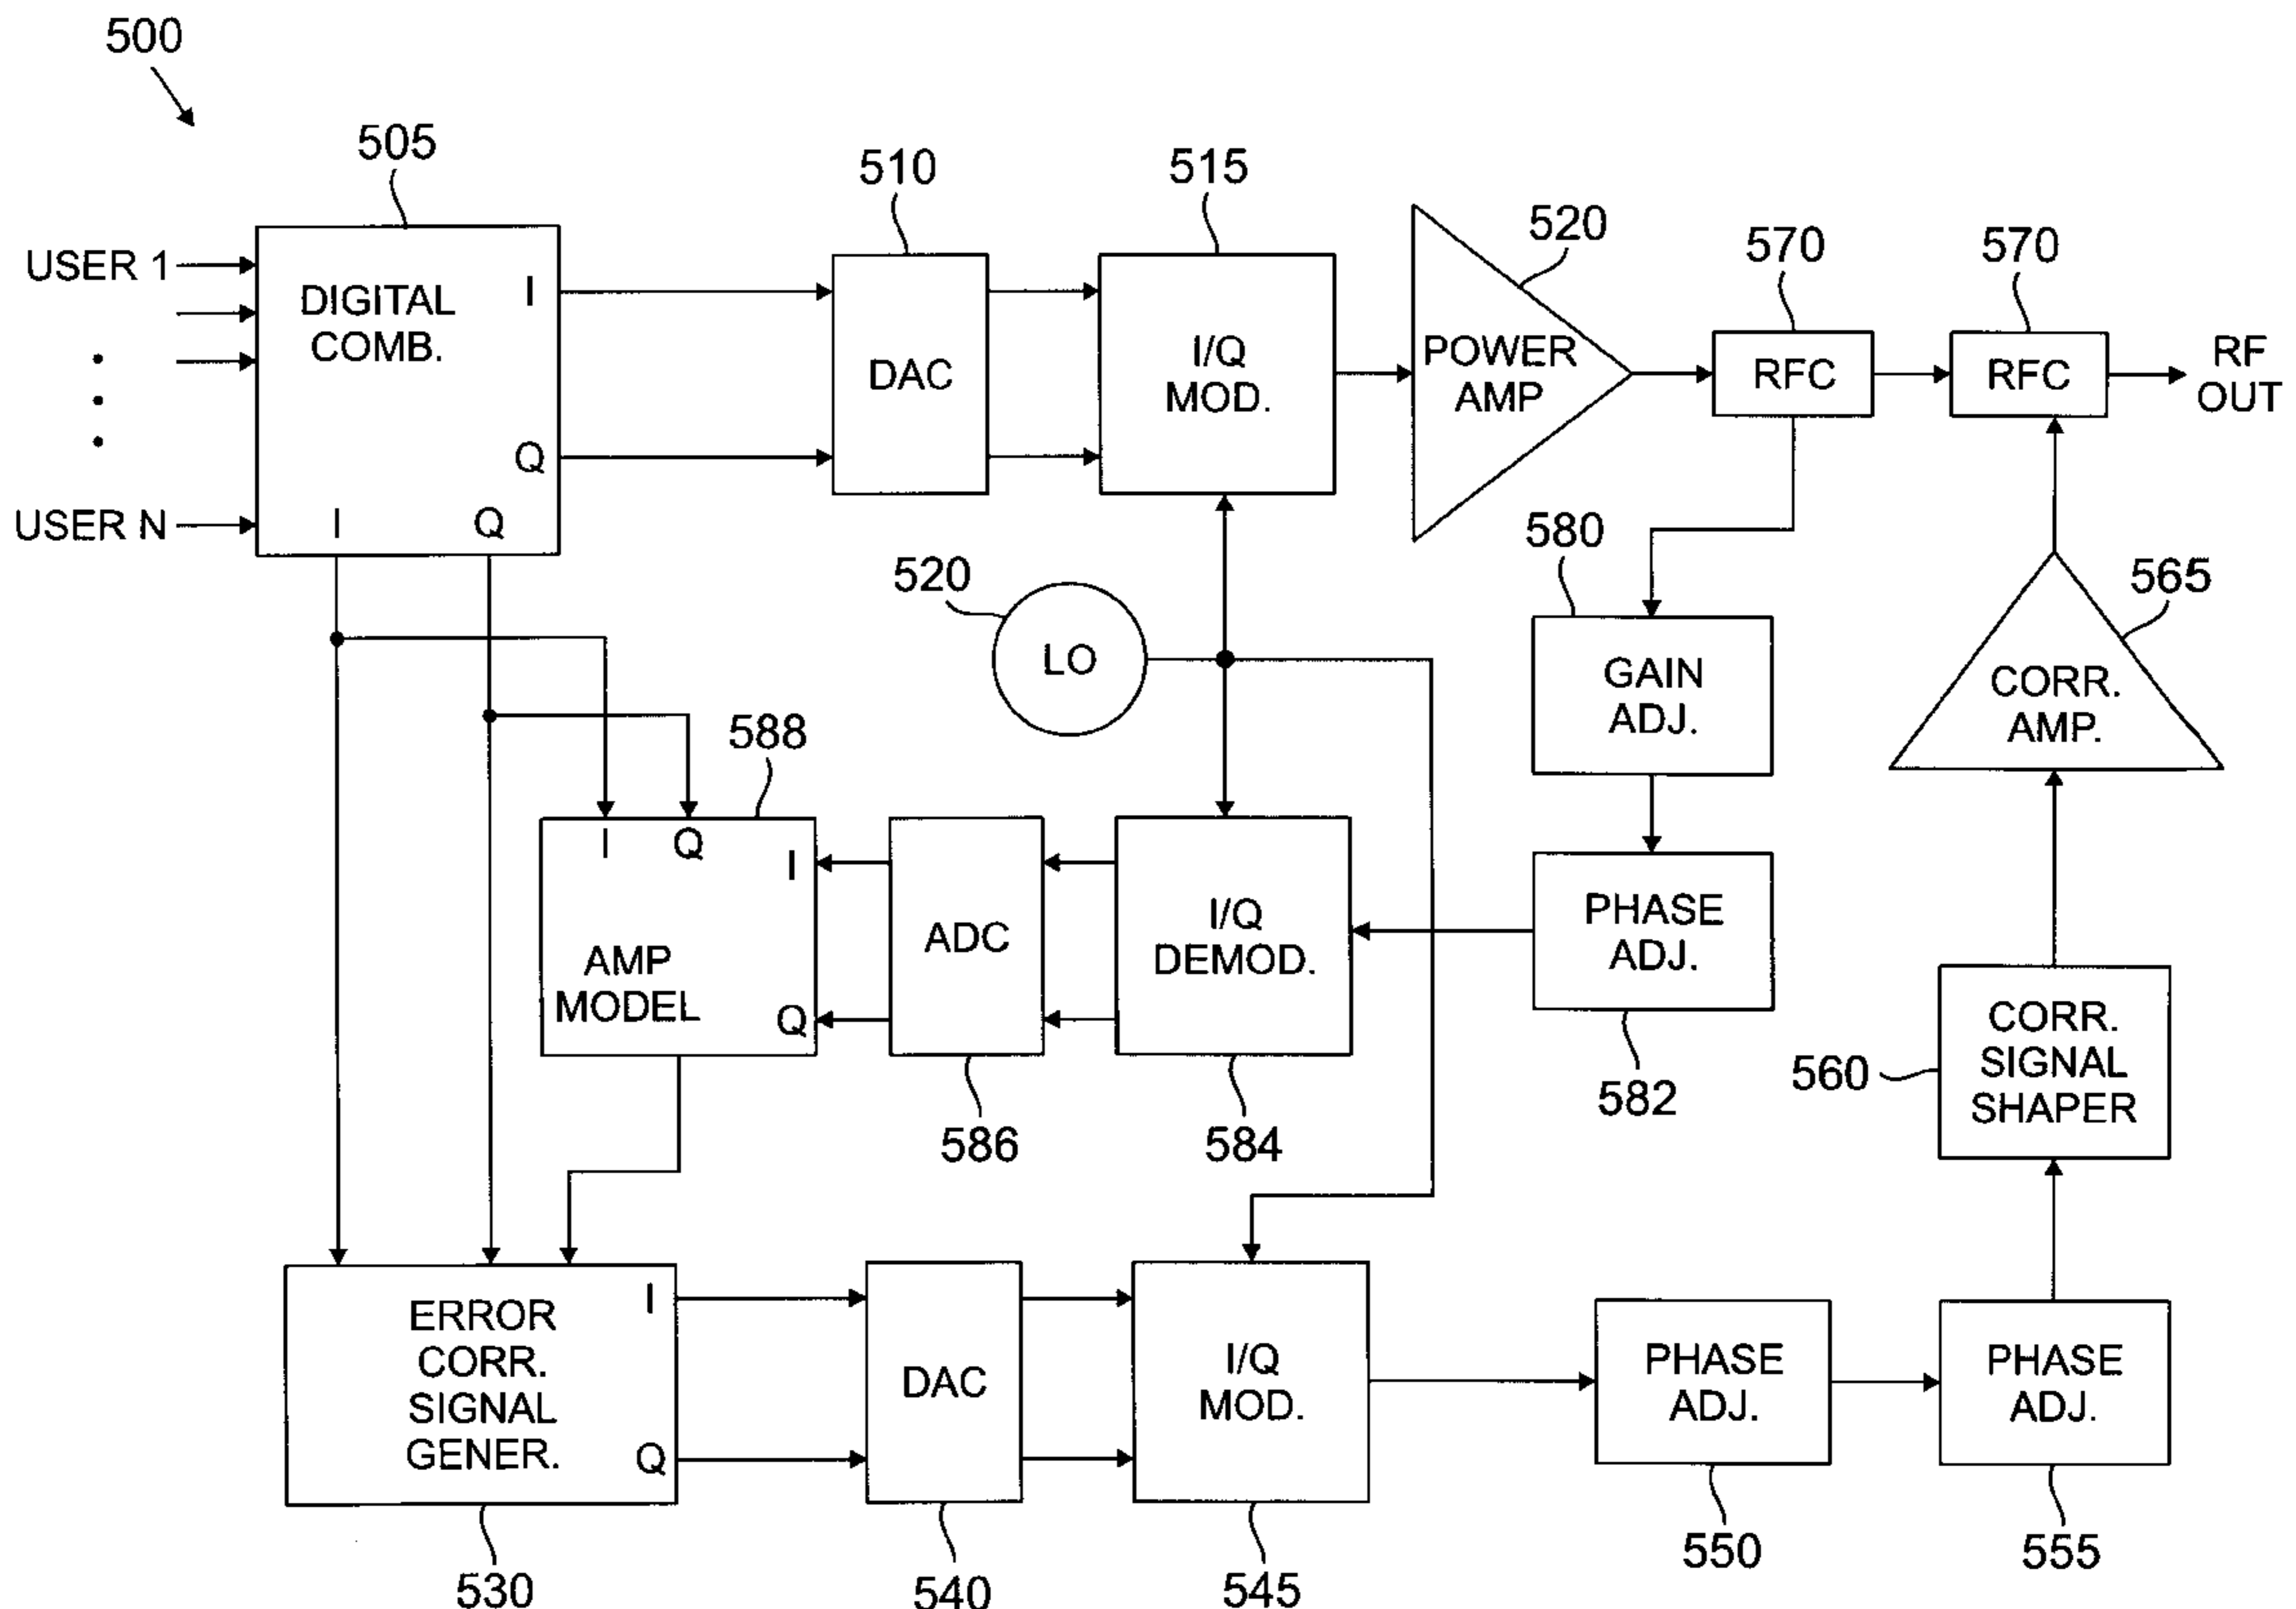 500
505
510
515
520
570
570
USER 1
USER N
DIGITAL
COMB.
I
Q
I
Q
DAC
I/Q
MOD.
POWER
AMP
RFC
RFC
RF
OUT
520
LO
580
GAIN
ADJ.
565
CORR.
AMP.
588
I
Q
I
Q
AMP
MODEL
ADC
586
I/Q
DEMOD.
584
PHASE
ADJ.
582
560
CORR.
SIGNAL
SHAPER
ERROR
CORR.
SIGNAL
GENER.
I
Q
530
DAC
540
I/Q
MOD.
545
PHASE
ADJ.
550
PHASE
ADJ.
555